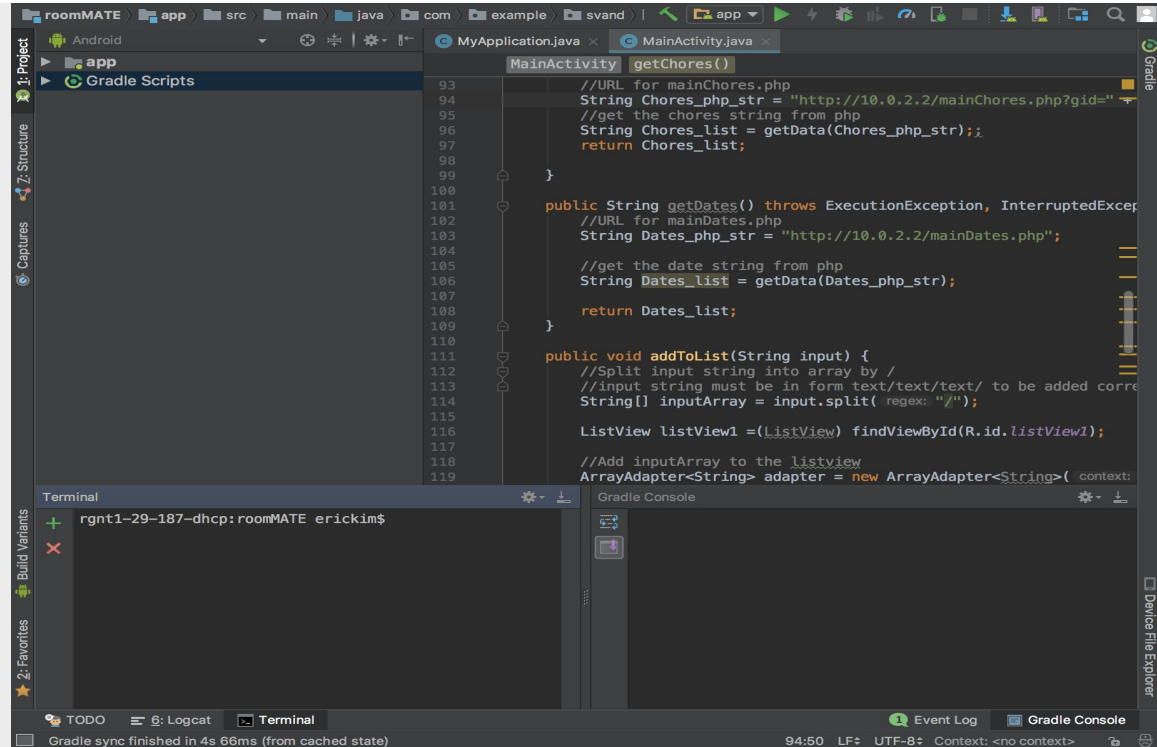 roomMATE app src main java com example svand app
Android
MyApplication.java MainActivity.java
1: Project
app
Gradle Scripts
MainActivity getChores()
Gradle
93 //URL for mainChores.php
94 String Chores_php_str = "http://10.0.2.2/mainChores.php?gid=" +
95 //get the chores string from php
96 String Chores_list = getData(Chores_php_str);;
97 return Chores_list;
98
99 }
100
101 public String getDates() throws ExecutionException, InterruptedExcep
102 //URL for mainDates.php
103 String Dates_php_str = "http://10.0.2.2/mainDates.php";
104
105 //get the date string from php
106 String Dates_list = getData(Dates_php_str);
107
108 return Dates_list;
109 }
110
111 public void addToList(String input) {
112 //Split input string into array by /
113 //input string must be in form text/text/text/ to be added corre
114 String[] inputArray = input.split( regex: "/");
115
116 ListView listView1 =(ListView) findViewById(R.id.listView1);
117
118 //Add inputArray to the listview
119 ArrayAdapter<String> adapter = new ArrayAdapter<String>( context:
7: Structure
Captures
Terminal
Gradle Console
rgnt1-29-187-dhcp:roomMATE erickim$
Build Variants
2: Favorites
Device File Explorer
TODO 6: Logcat Terminal 1 Event Log Gradle Console
Gradle sync finished in 4s 66ms (from cached state) 94:50 LF UTF-8 Context: <no context>